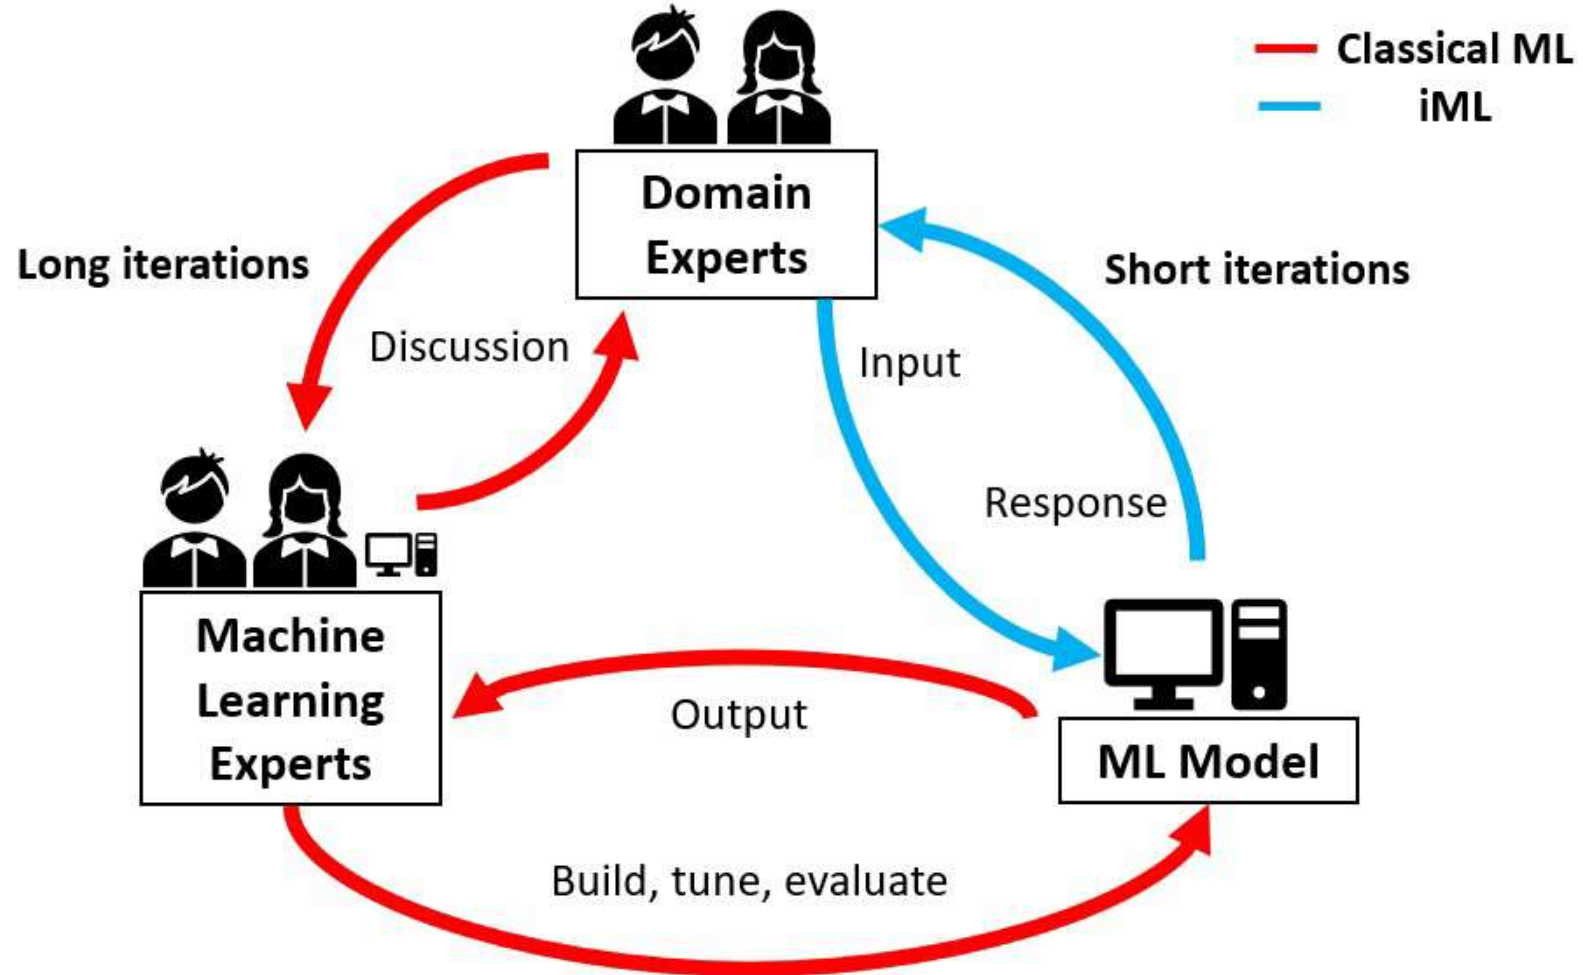 Classical ML
iML
Domain
Experts
Long iterations
Short iterations
Discussion
Input
Response
Machine
Learning
Experts
Output
ML Model
Build, tune, evaluate